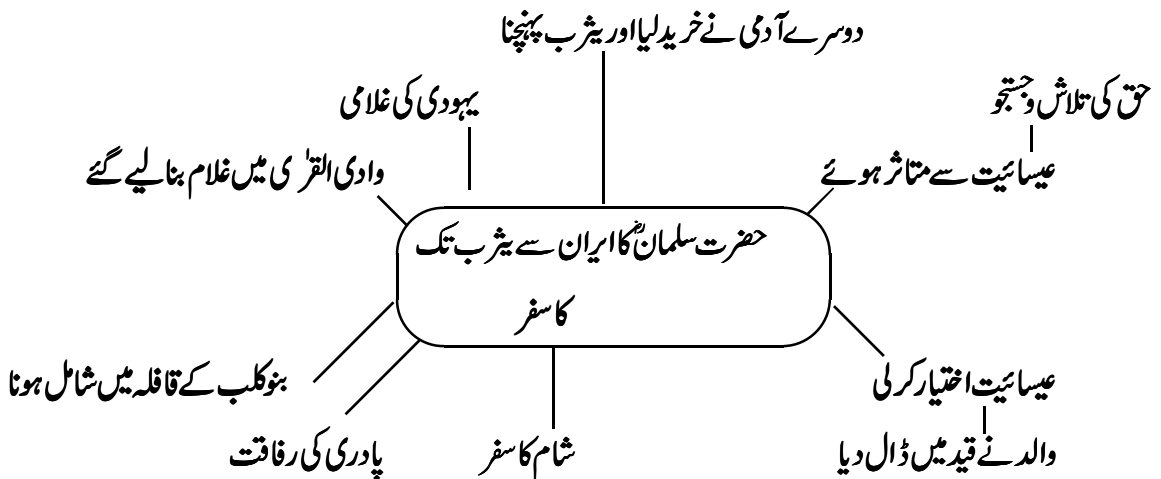 دوسرے آدمی نے خرید لیا اور یثرب پہنچنا
حق کی تلاش و جستجو
یہودی کی غلامی
عیسائیت سے متاثر ہوئے
وادی القرٰی میں غلام بنا لیے گئے
حضرت سلمانؓ کا ایران سے یثرب تک
کا سفر
عیسائیت اختیار کر لی
بنو کلب کے قافلہ میں شامل ہونا
والد نے قید میں ڈال دیا
شام کا سفر
پادری کی رفاقت